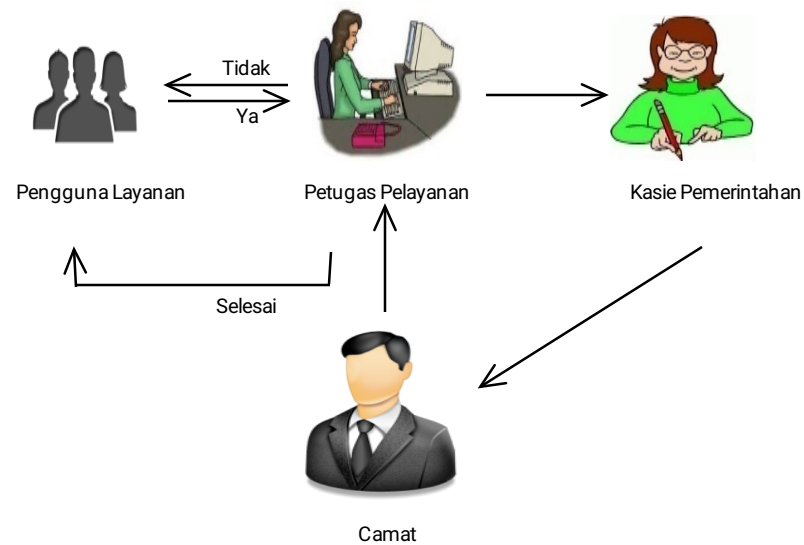 Tidak
Ya
Pengguna Layanan
Petugas Pelayanan
Kasie Pemerintahan
Selesai
Camat